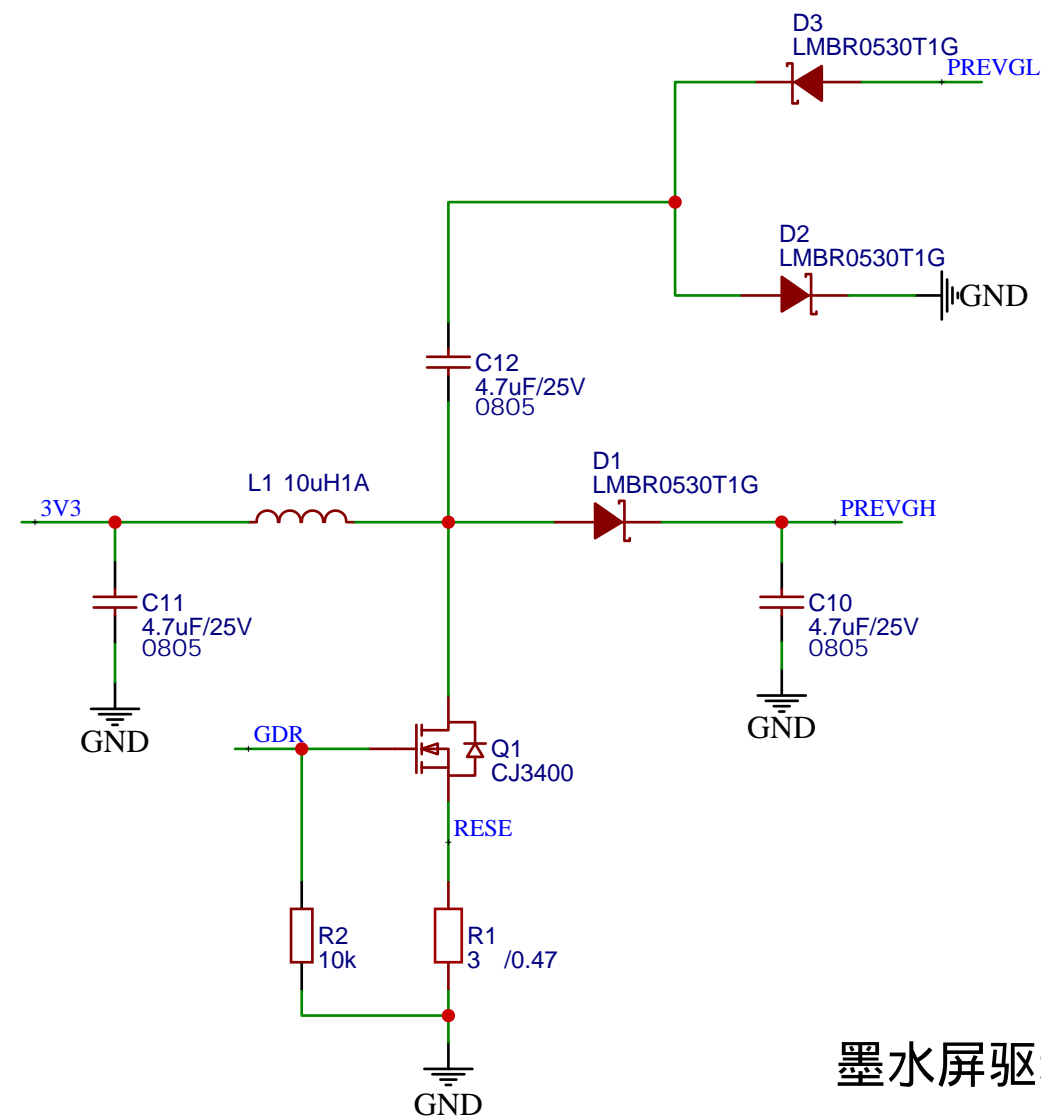 D3
LMBR0530T1G
PREVGL
D2
LMBR0530T1G
GND
C12
4.7uF/25V
0805
D1
LMBR0530T1G
L1 10uH1A
3V3
PREVGH
C11
4.7uF/25V
0805
C10
4.7uF/25V
0805
GND
GND
GDR
Q1
CJ3400
RESE
R2
10k
R1
3 /0.47
墨水屏驱
GND